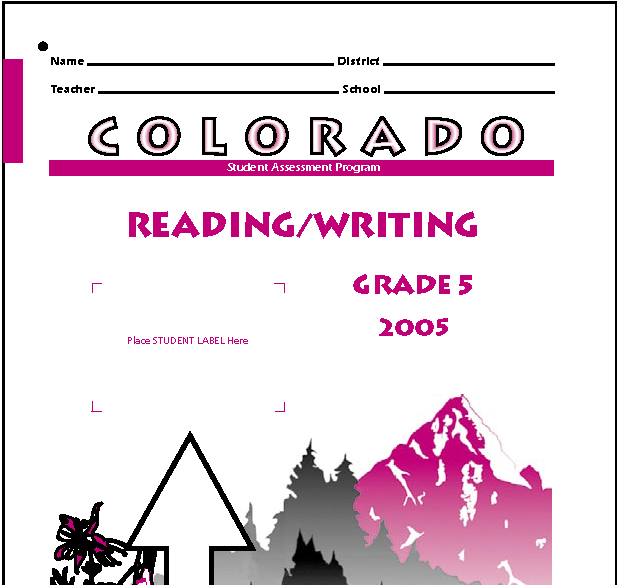 Name District
Teacher School
COLORADO
Student Assessment Program
READING/WRITING
GRADE 5
2005
Place STUDENT LABEL Here